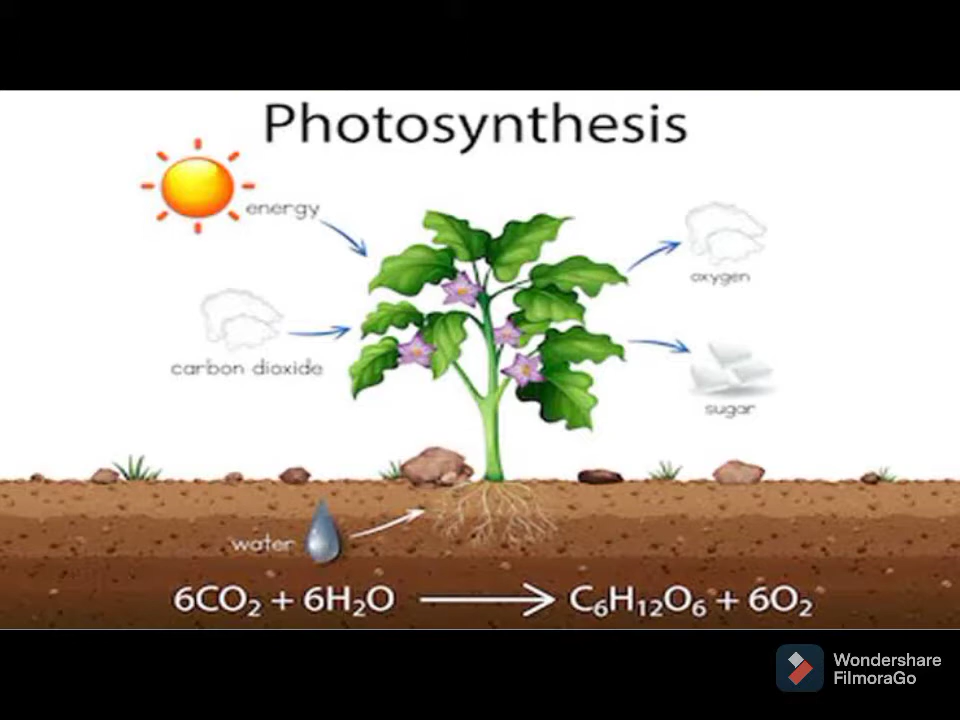 Photosynthesis
energy
oxygen
carbon dioxide
sugar
water
6CO₂ + 6H₂O ⟶ C₆H₁₂O₆ + 6O₂
Wondershare
FilmoraGo